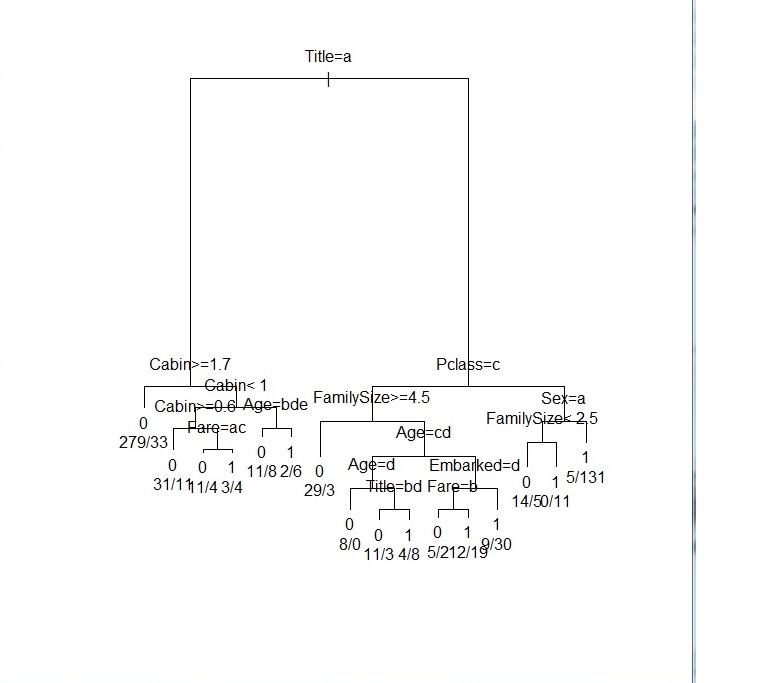 Title=a
Cabin>=1.7
Pclass=c
Cabin< 1
FamilySize>=4.5
Sex=a
Cabin>=0.6
Age=bde
FamilySize< 2.5
0
279/33
Fare=ac
Age=cd
0
31/11
0
11/4
1
3/4
0
11/8
1
2/6
0
29/3
Age=d
Embarked=d
1
5/131
Title=bd
Fare=b
0
14/5
1
0/11
0
8/0
0
11/3
1
4/8
0
5/2
1
12/19
1
9/30